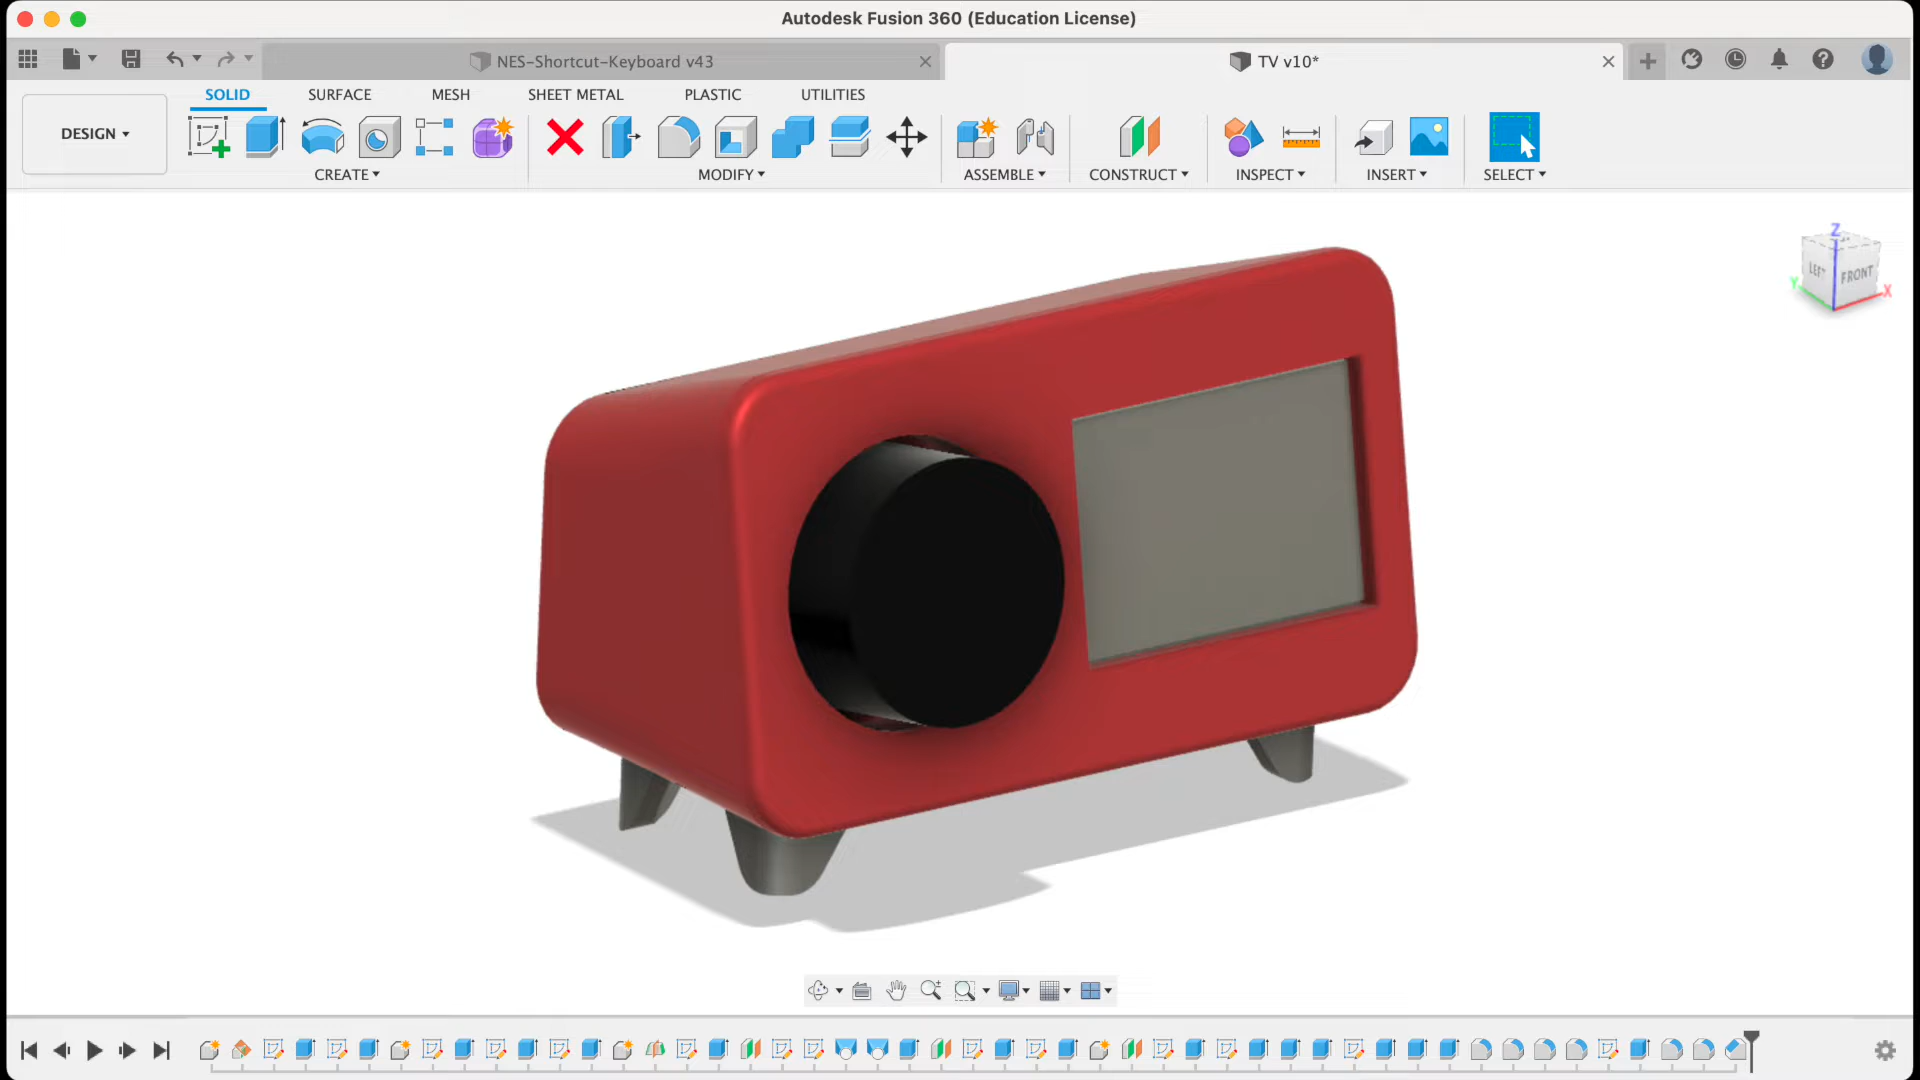 Autodesk Fusion 360 (Education License)
NES-Shortcut-Keyboard v43
TV v10*
SOLID
SURFACE
MESH
SHEET METAL
PLASTIC
UTILITIES
DESIGN
CREATE
MODIFY
ASSEMBLE
CONSTRUCT
INSPECT
INSERT
SELECT
Z
LEFT
FRONT
Y
X